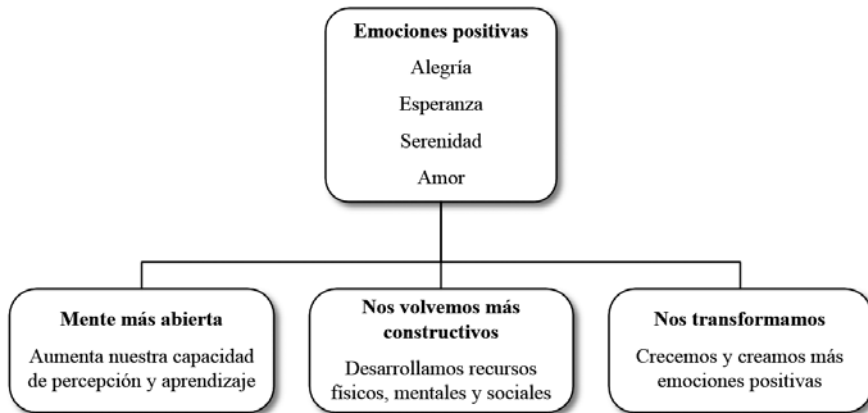 Emociones positivas
Alegría
Esperanza
Serenidad
Amor
Mente más abierta
Aumenta nuestra capacidad
de percepción y aprendizaje
Nos volvemos más
constructivos
Desarrollamos recursos
físicos, mentales y sociales
Nos transformamos
Crecemos y creamos más
emociones positivas